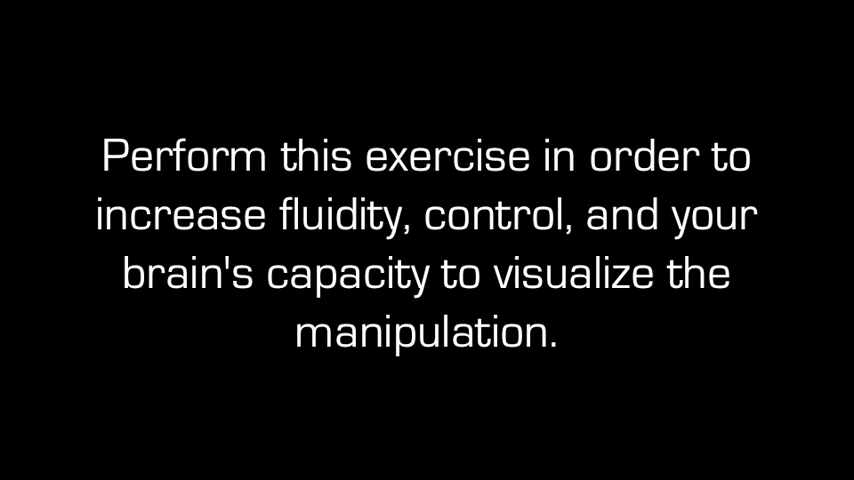 Perform this exercise in order to
increase fluidity, control, and your
brain's capacity to visualize the
manipulation.